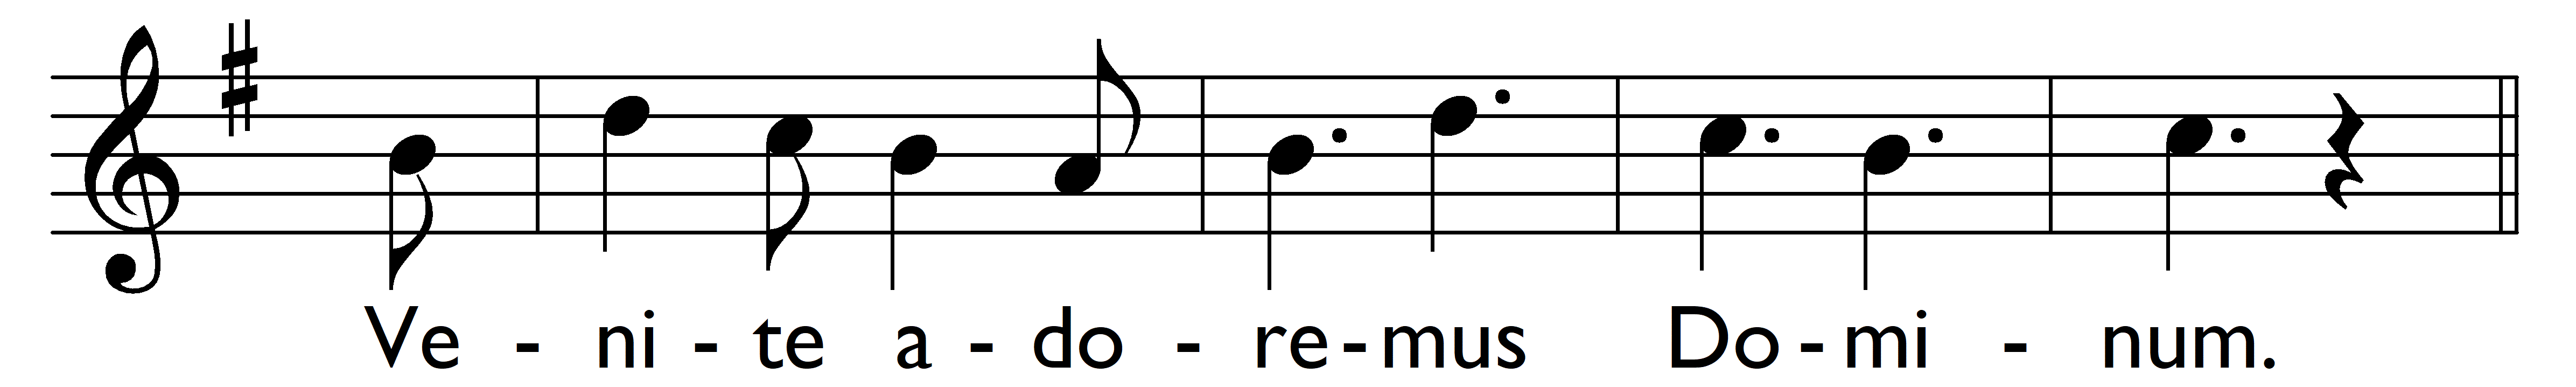 Ve - ni - te a - do - re - mus Do - mi - num.